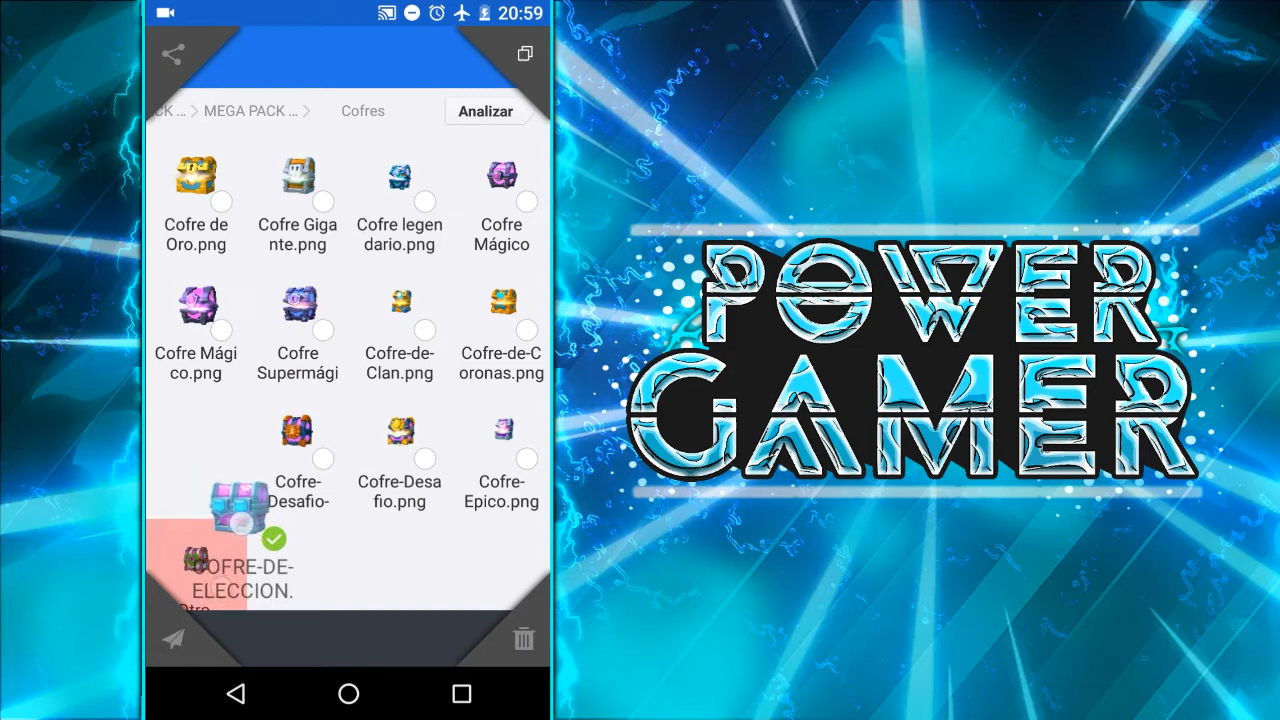 20:59
CK ... MEGA PACK ... Cofres Analizar
Cofre de
Oro.png
Cofre Giga
nte.png
Cofre legen
dario.png
Cofre
Mágico
Cofre Mági
co.png
Cofre
Supermági
Cofre-de-
Clan.png
Cofre-de-C
oronas.png
Cofre-
Desafio-
Cofre-Desa
fio.png
Cofre-
Epico.png
COFRE-DE-
ELECCION.
Otro
POWER
GAMER